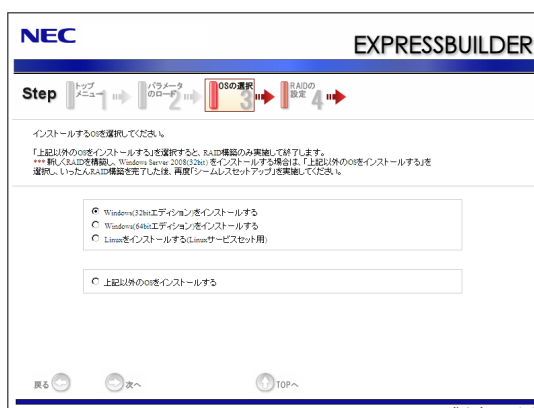 NEC
EXPRESSBUILDER
Step
トップ
メニュー 1
パラメータ
のロード 2
OSの選択
3
RAIDの
設定 4
インストールするOSを選択してください。
「上記以外のOSをインストールする」を選択すると、RAID構築のみ実施して終了します。
*** 新しくRAIDを構築し、Windows Server 2008(32bit) をインストールする場合は、「上記以外のOSをインストールする」を
選択し、いったんRAID構築を完了した後、再度「シームレスセットアップ」を実施してください。
Windows(32bitエディション)をインストールする
Windows(64bitエディション)をインストールする
Linuxをインストールする(Linuxサービスセット用)
上記以外のOSをインストールする
戻る
次へ
TOPへ